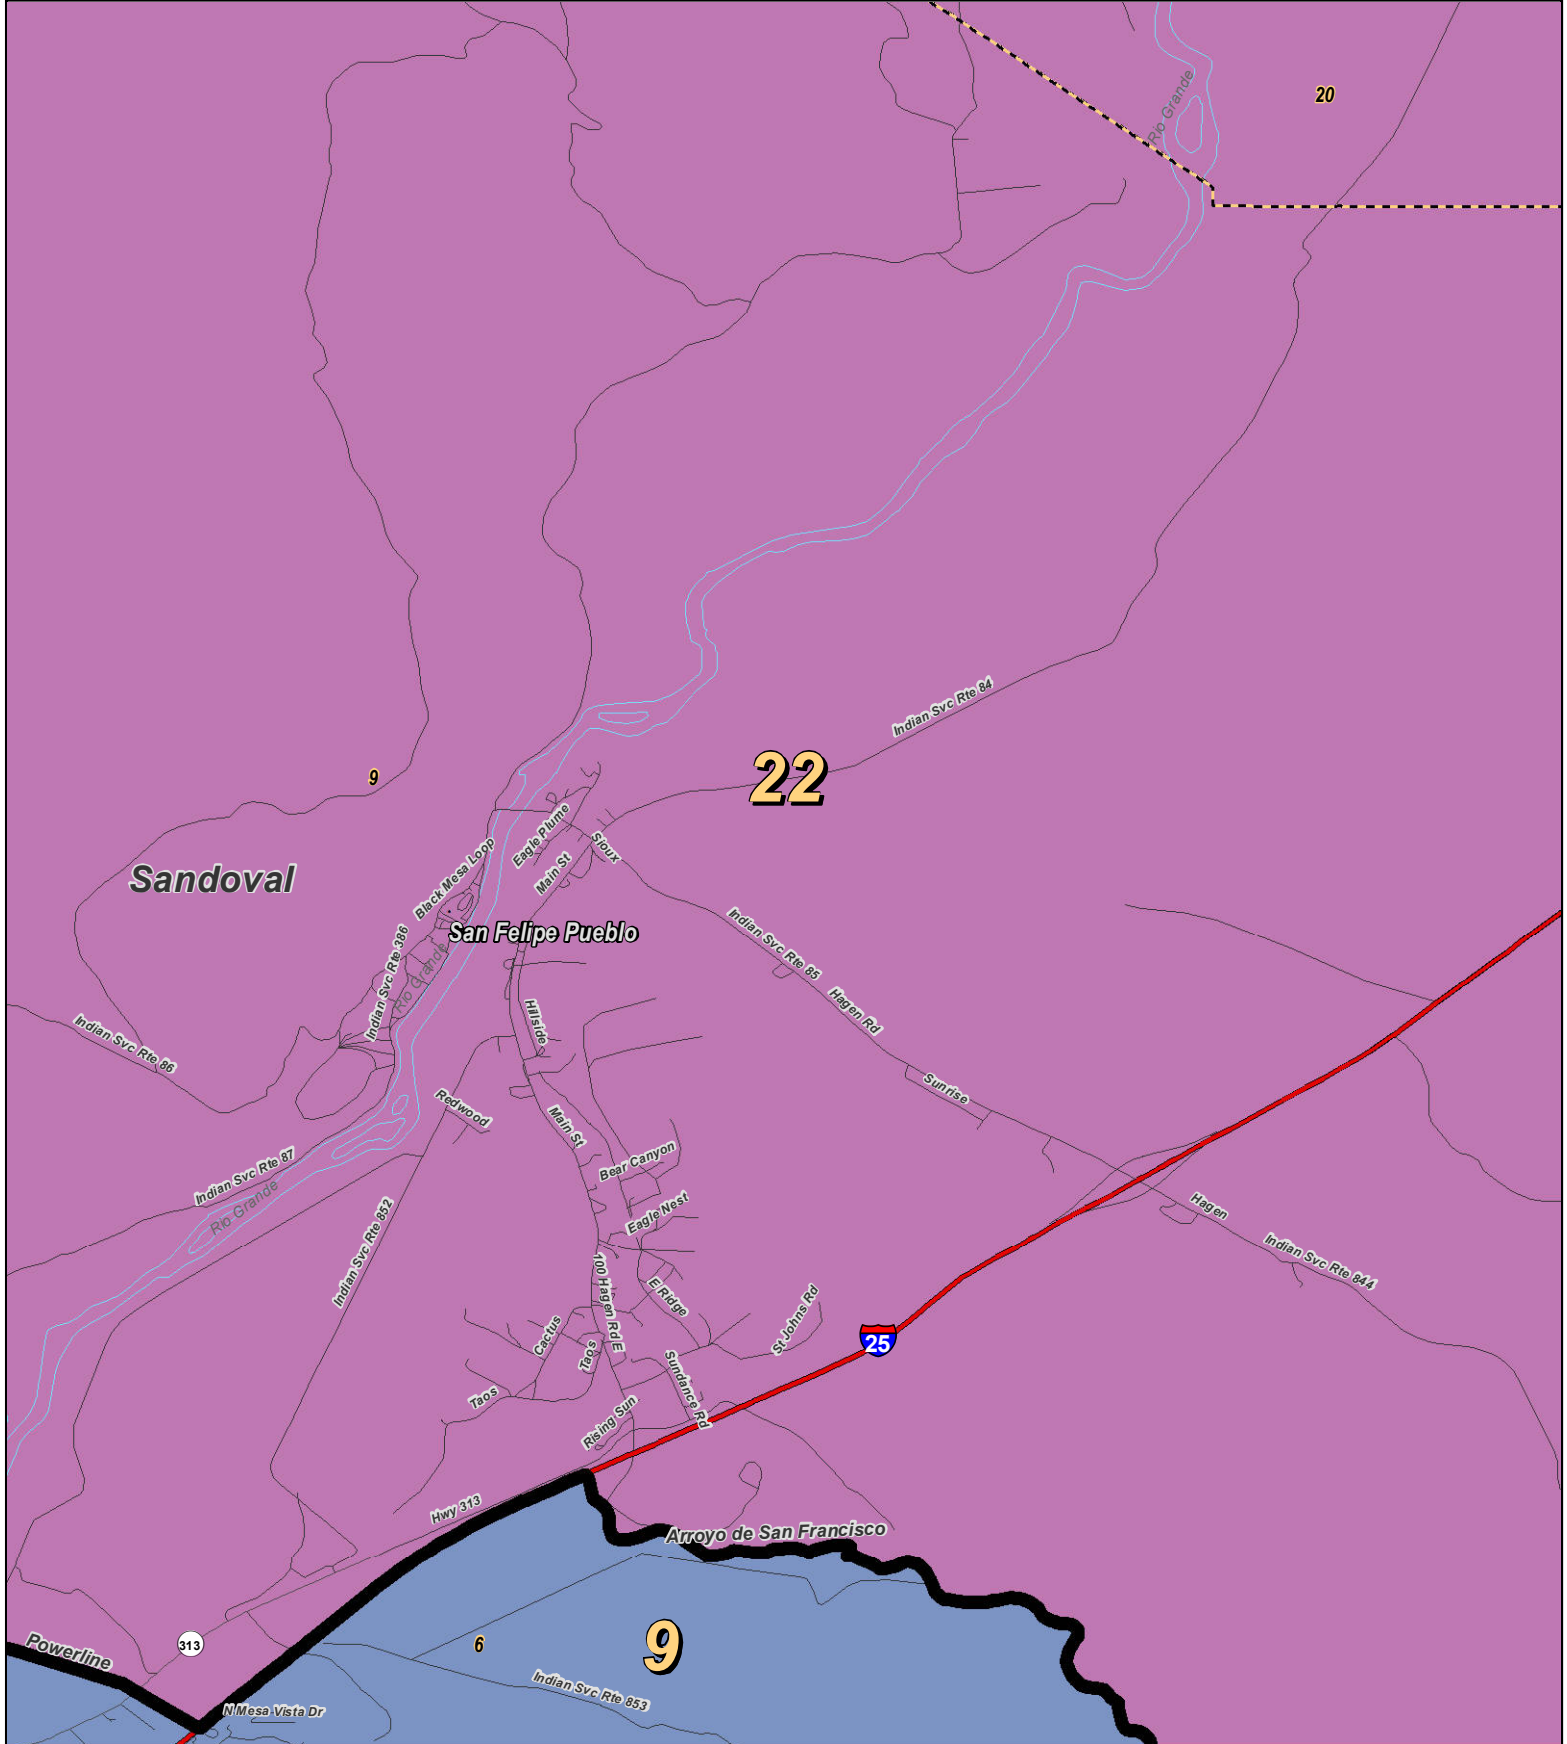 Rio Grande
20
Indian Svc Rte 84
22
9
Eagle Plume
Sioux
Black Mesa Loop
Main St
Sandoval
San Felipe Pueblo
Indian Svc Rte 85
Indian Svc Rte 386
Rio Grande
Hagen Rd
Hillside
Indian Svc Rte 86
Sunrise
Redwood
Main St
Bear Canyon
Indian Svc Rte 87
Rio Grande
Eagle Nest
Hagen
Indian Svc Rte 852
Indian Svc Rte 844
100 Hagen Rd E
E Ridge
St Johns Rd
25
Cactus
Taos
Sundance Rd
Taos
Rising Sun
Hwy 313
Arroyo de San Francisco
313
Powerline
6
9
Indian Svc Rte 853
N Mesa Vista Dr